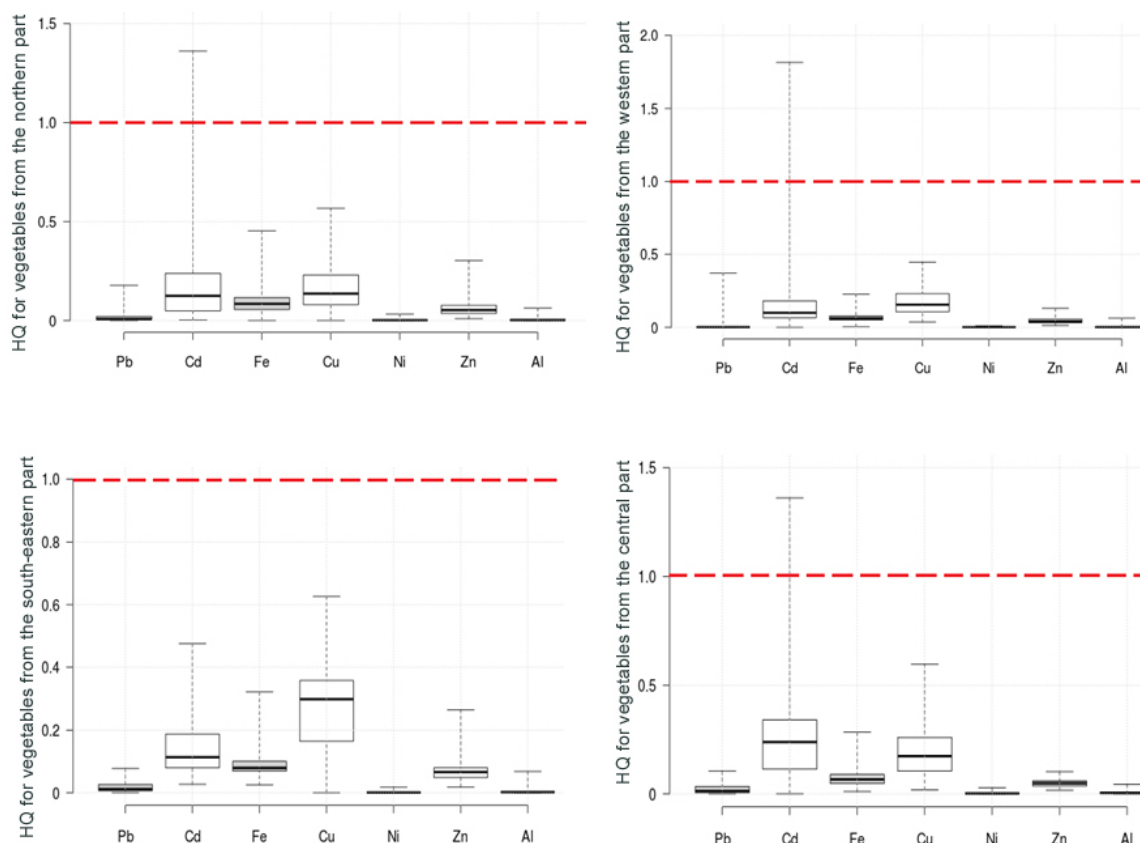 HQ for vegetables from the northern part
1.5
1.0
0.5
0
Pb Cd Fe Cu Ni Zn Al
HQ for vegetables from the western part
2.0
1.5
1.0
0.5
0
Pb Cd Fe Cu Ni Zn Al
HQ for vegetables from the south-eastern part
1.0
0.8
0.6
0.4
0.2
0
Pb Cd Fe Cu Ni Zn Al
HQ for vegetables from the central part
1.5
1.0
0.5
0
Pb Cd Fe Cu Ni Zn Al